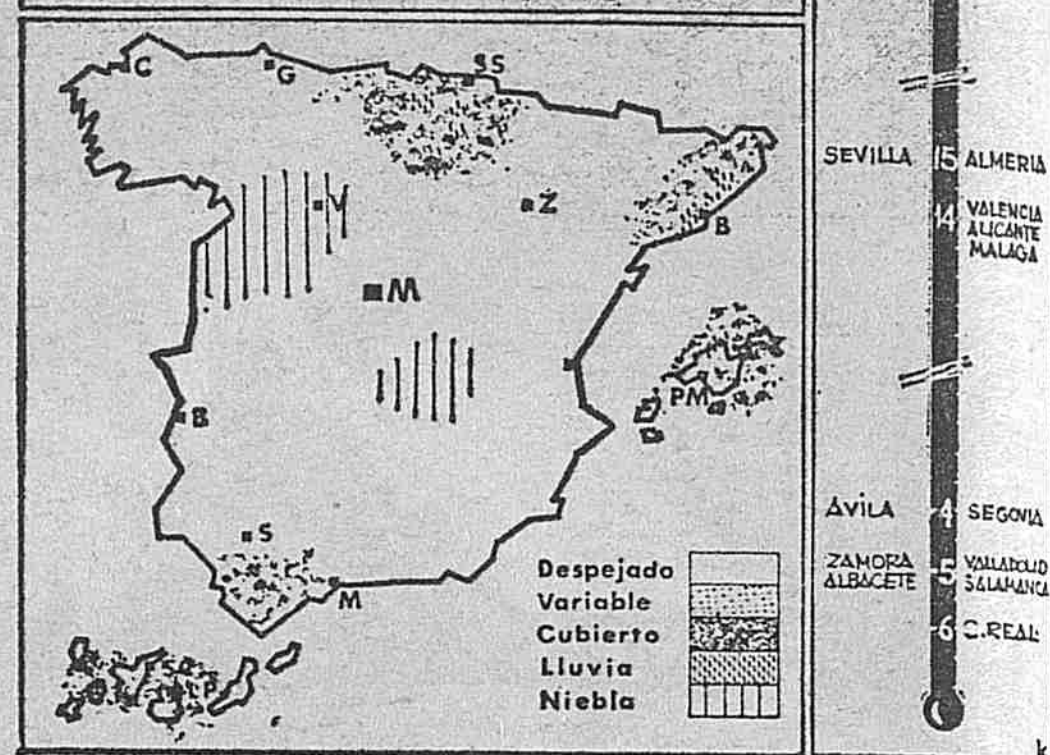 C
G
SS
V
Z
B
M
PM
B
S
M
P
Despejado
Variable
Cubierto
Lluvia
Niebla
SEVILLA 15 ALMERIA
14 VALENCIA
ALICANTE
MALAGA
ÁVILA -4 SEGOVIA
ZAMORA -5 VALLADOLID
ALBACETE SALAMANCA
-6 C.REAL